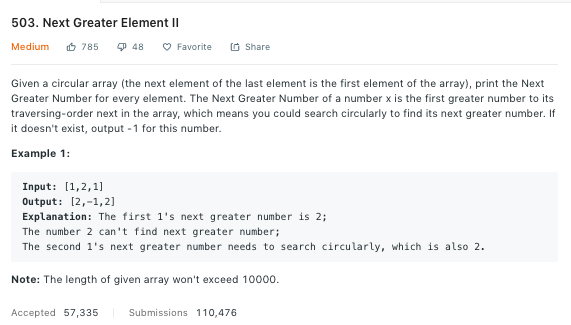 503. Next Greater Element II
Medium 785 48 Favorite Share
Given a circular array (the next element of the last element is the first element of the array), print the Next
Greater Number for every element. The Next Greater Number of a number x is the first greater number to its
traversing-order next in the array, which means you could search circularly to find its next greater number. If
it doesn't exist, output -1 for this number.
Example 1:
Input: [1,2,1]
Output: [2,-1,2]
Explanation: The first 1's next greater number is 2;
The number 2 can't find next greater number;
The second 1's next greater number needs to search circularly, which is also 2.
Note: The length of given array won't exceed 10000.
Accepted 57,335 Submissions 110,476